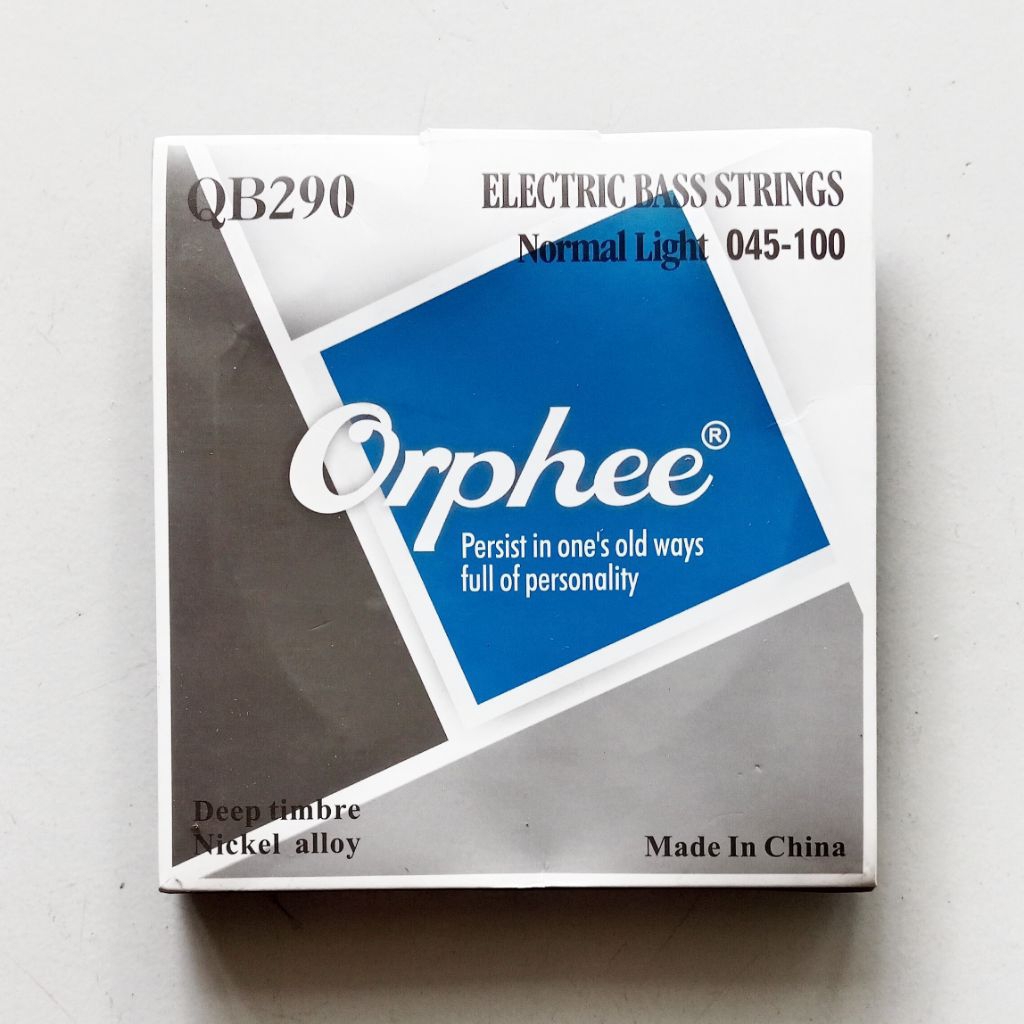 QB290
ELECTRIC BASS STRINGS
Normal Light 045-100
Orphee®
Persist in one's old ways
full of personality
Deep timbre
Nickel alloy
Made In China